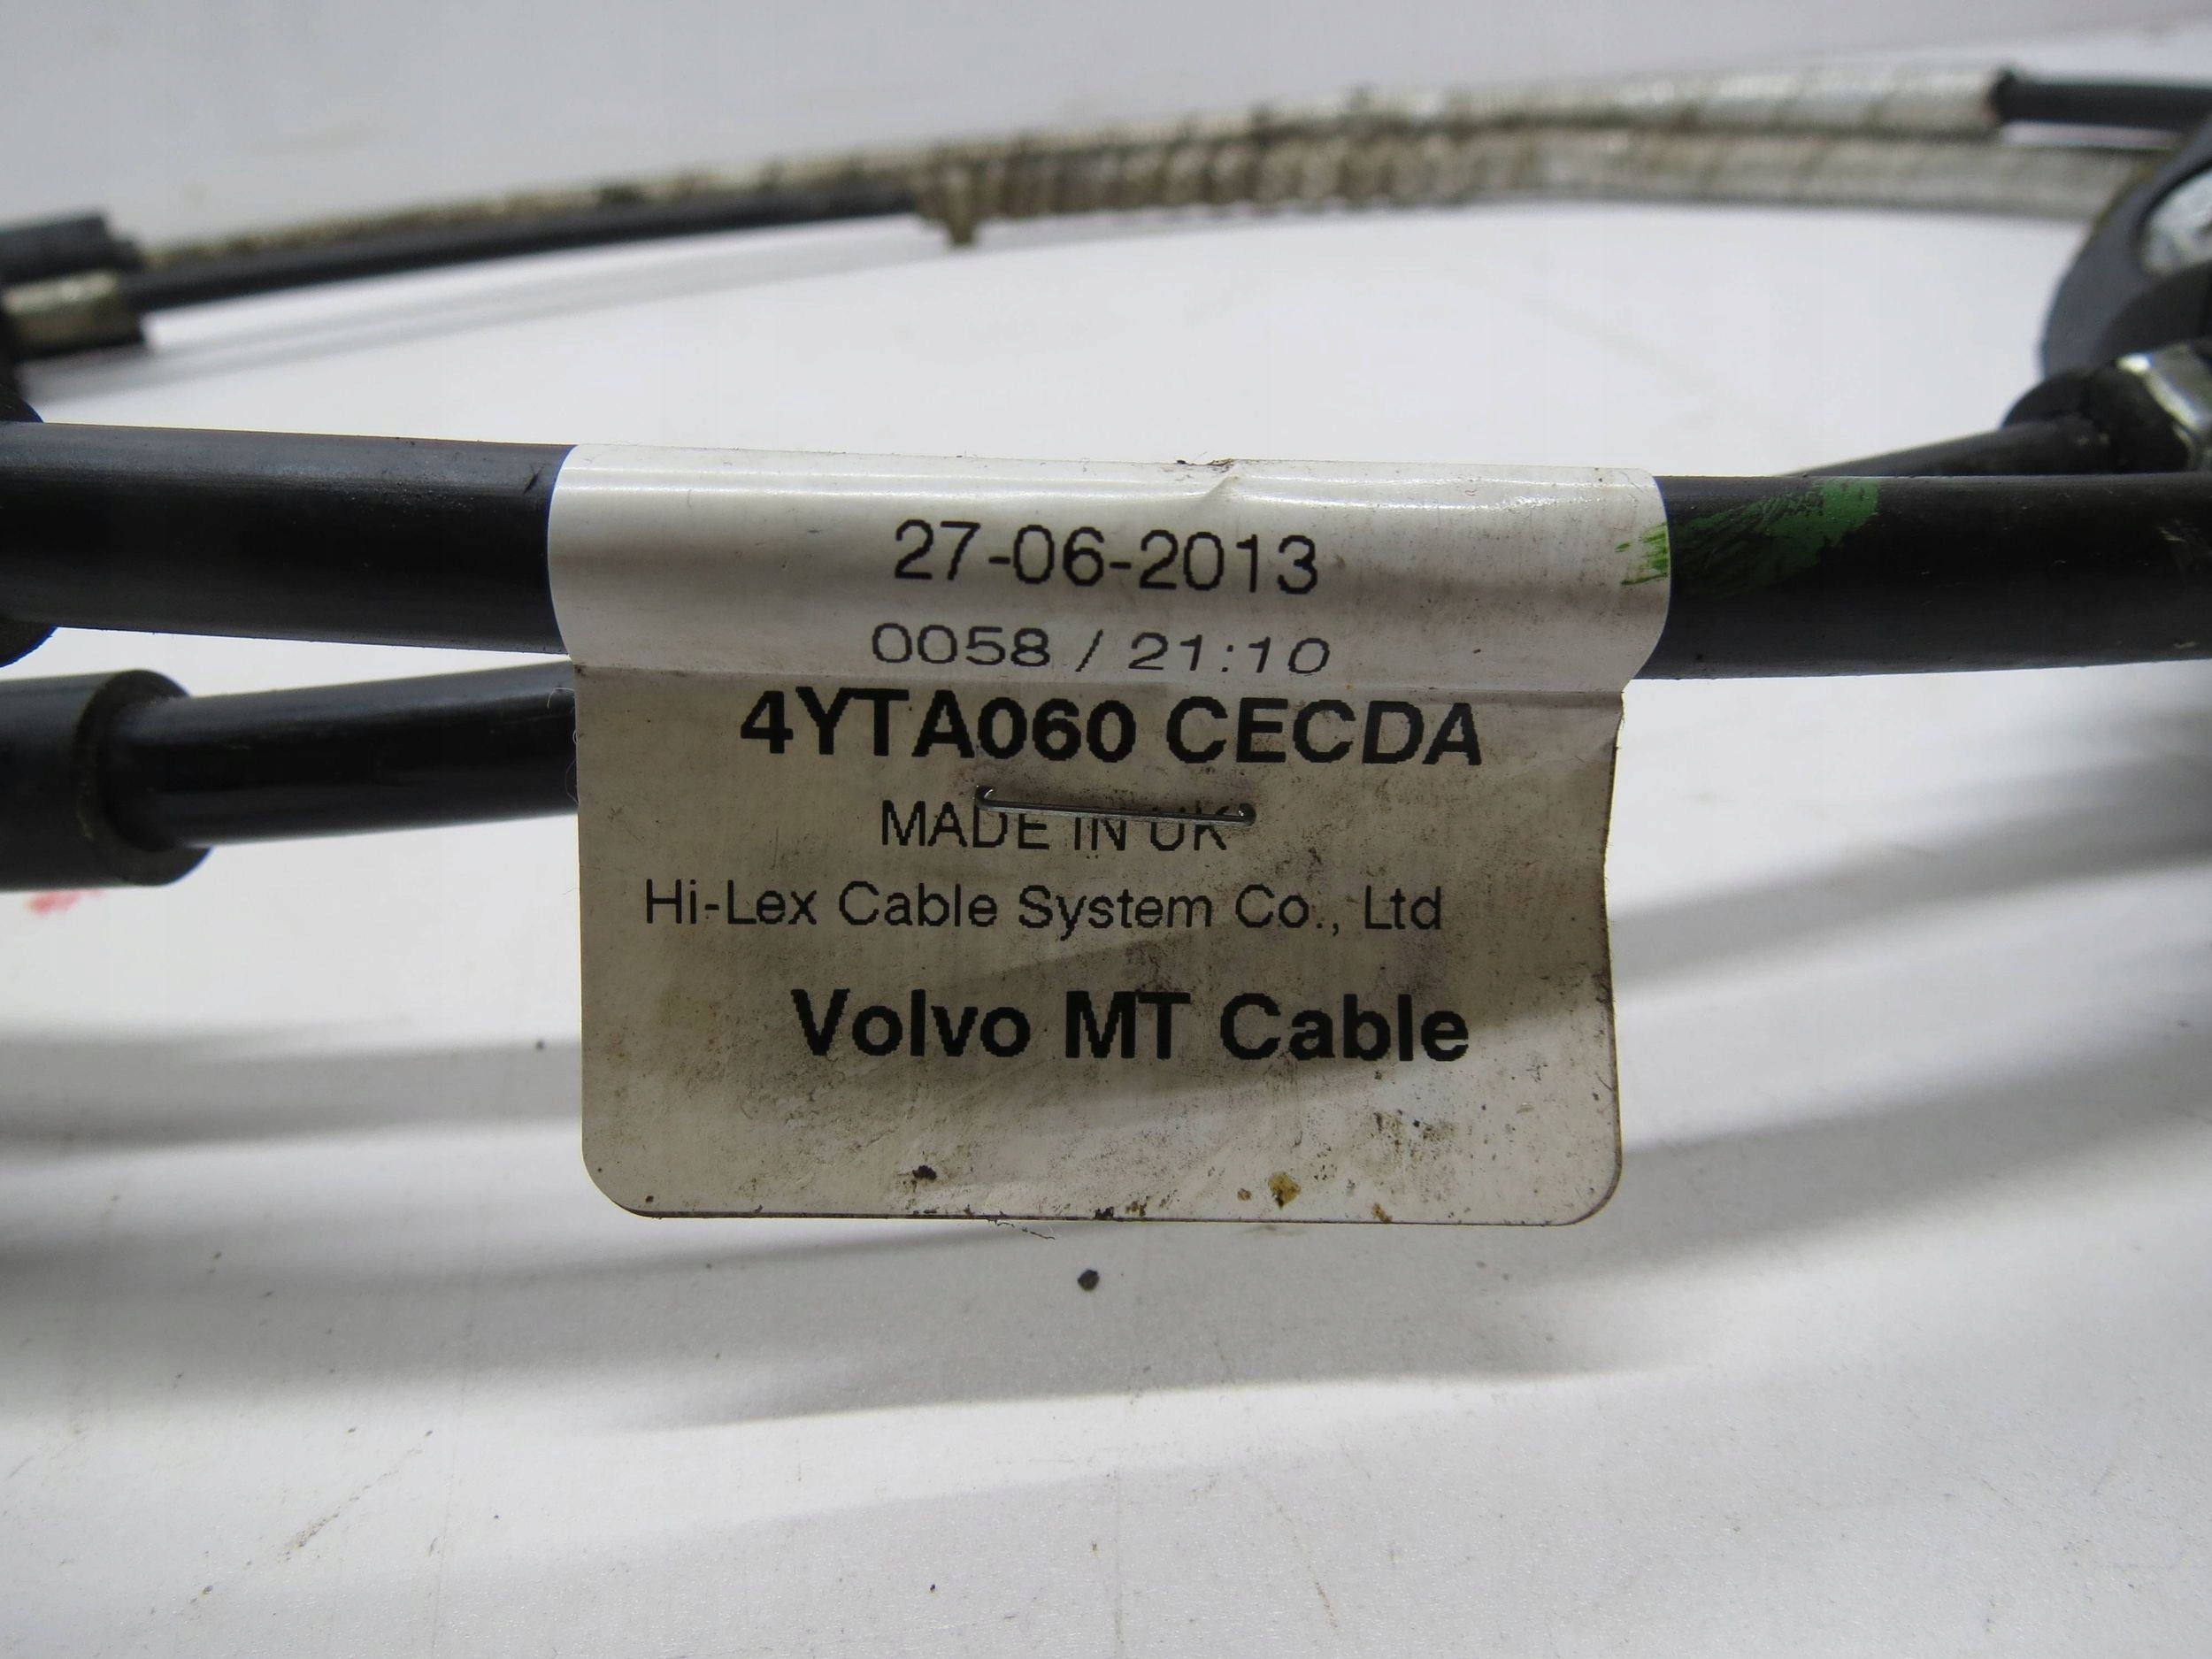 27-06-2013
0058 / 21:10
4YTA060 CECDA
MADE IN UK
Hi-Lex Cable System Co., Ltd
Volvo MT Cable